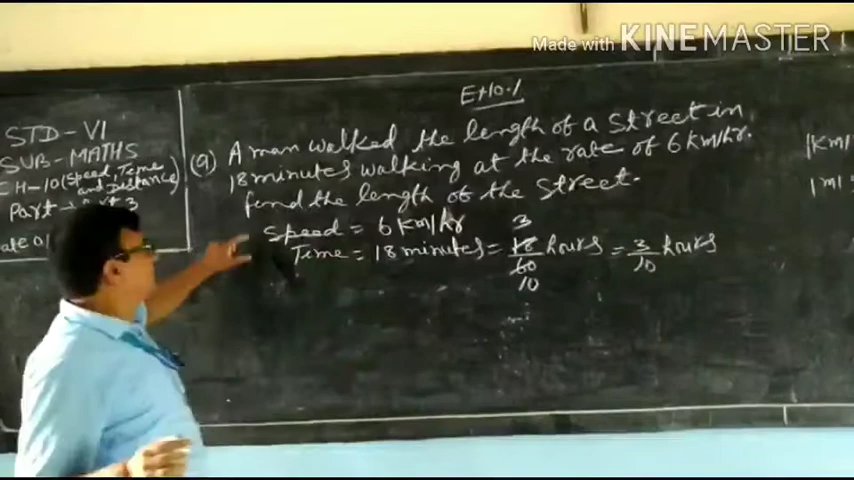 Made with KINEMASTER
Ex10.1
STD-VI
SUB-MATHS
CH-10 (Speed, Time
and Distance)
Part-
3
(9) A man walked the length of a street in
18 minutes walking at the rate of 6 km/hr.
find the length of the street.
Speed = 6 km/hr
Time = 18 minutes = 18/60 hours = 3/10 hours
3
10
1 km/
1 m